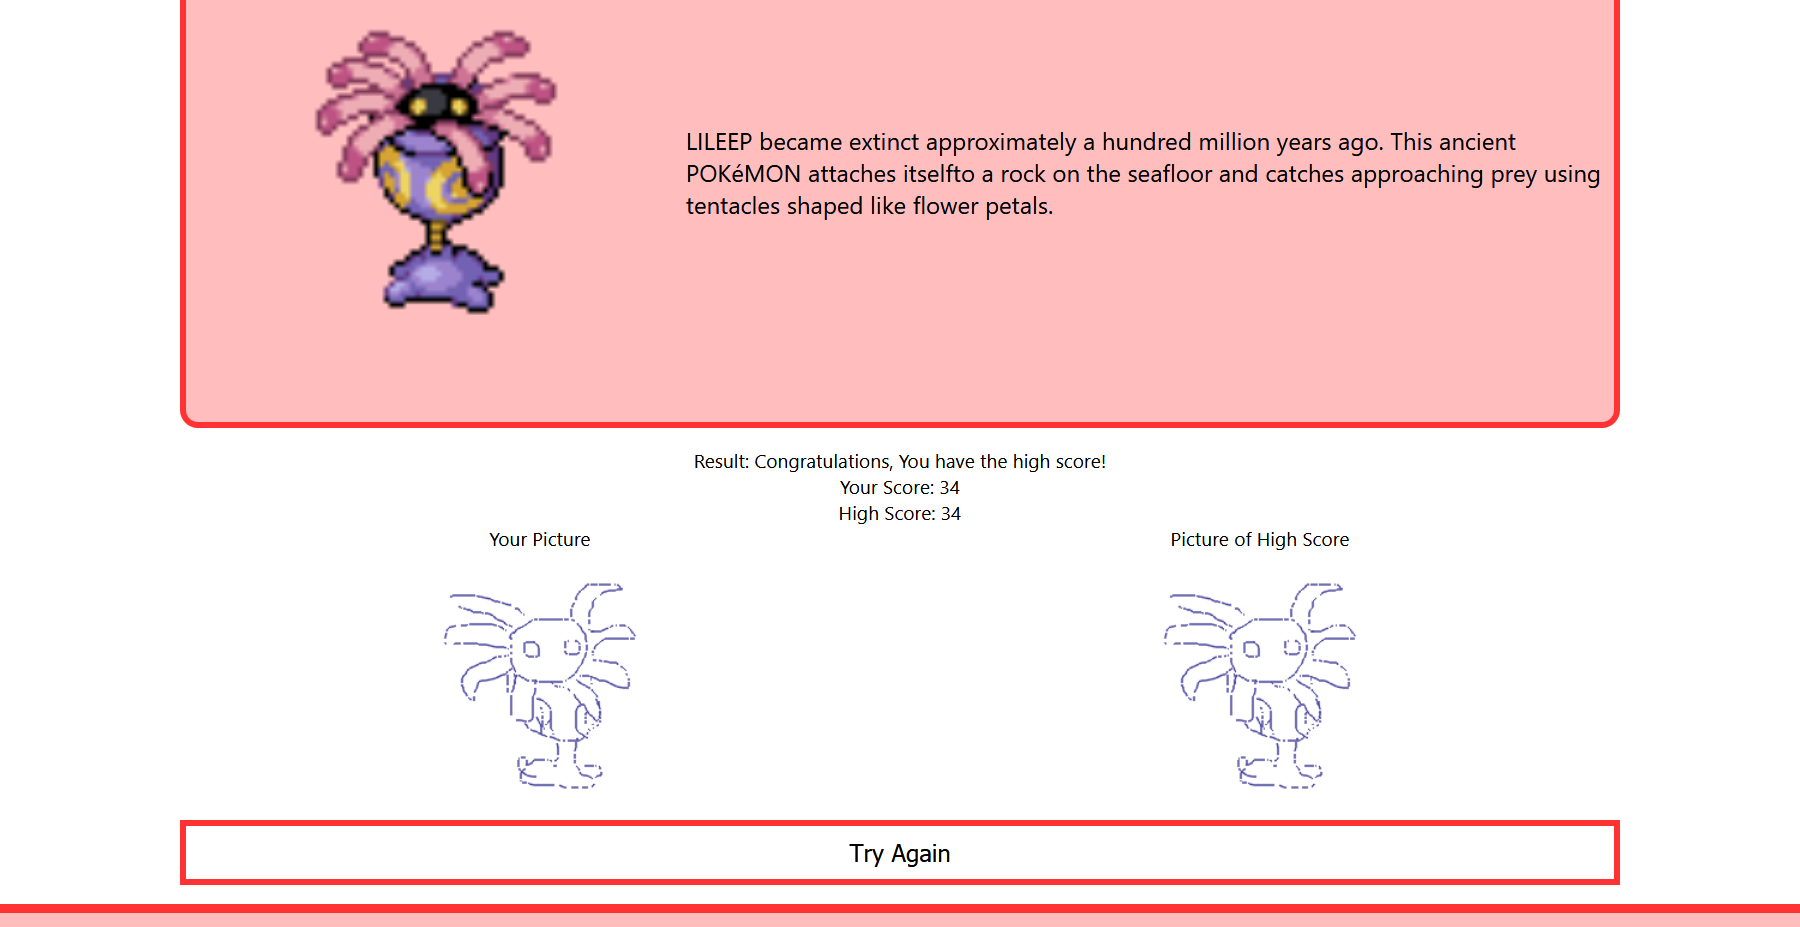 LILEEP became extinct approximately a hundred million years ago. This ancient
POKéMON attaches itselfto a rock on the seafloor and catches approaching prey using
tentacles shaped like flower petals.
Result: Congratulations, You have the high score!
Your Score: 34
High Score: 34
Your Picture
Picture of High Score
Try Again